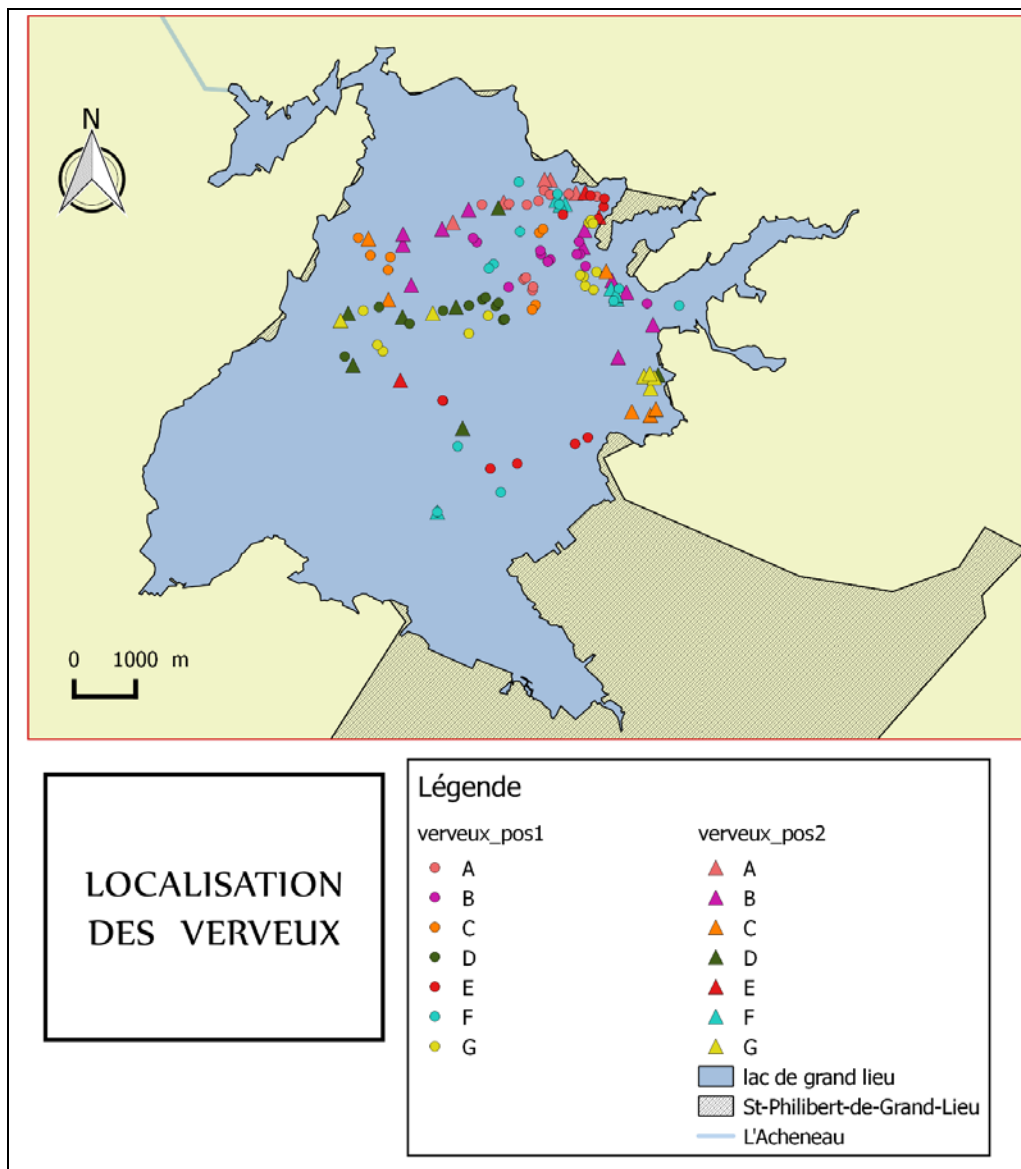 N
0 1000 m
LOCALISATION
DES VERVEUX
Légende
verveux_pos1
A
B
C
D
E
F
G
verveux_pos2
A
B
C
D
E
F
G
lac de grand lieu
St-Philibert-de-Grand-Lieu
L'Acheneau